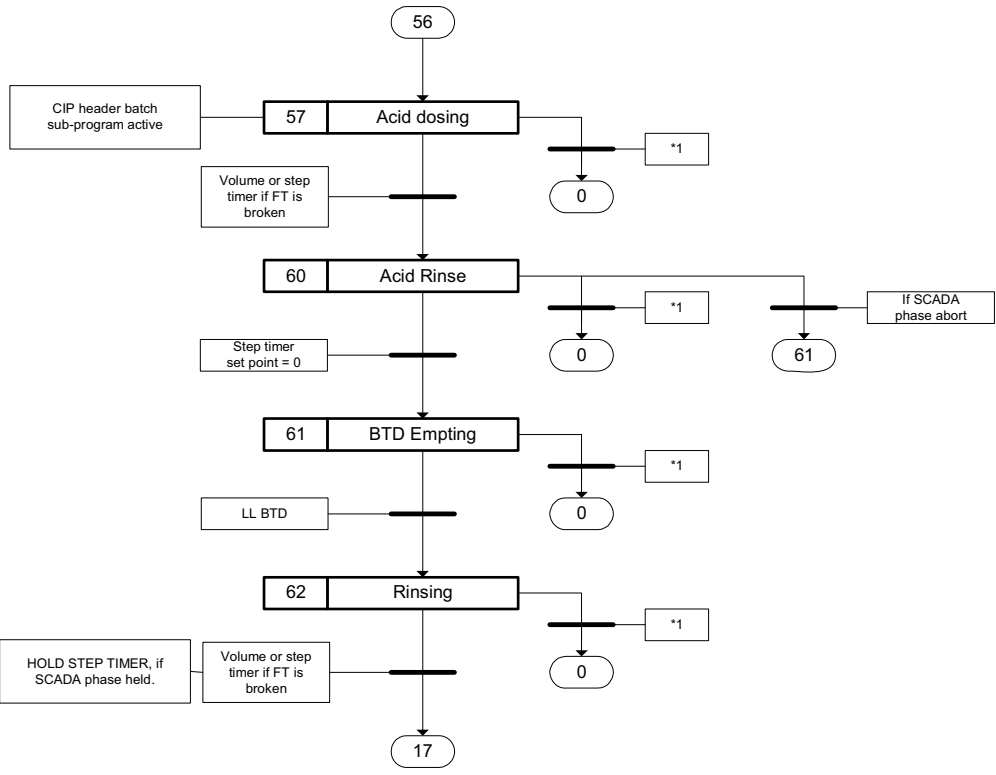 56
CIP header batch
sub-program active
57
Acid dosing
*1
Volume or step
timer if FT is
broken
0
60
Acid Rinse
*1
If SCADA
phase abort
Step timer
set point = 0
0
61
61
BTD Empting
*1
LL BTD
0
62
Rinsing
*1
HOLD STEP TIMER, if
SCADA phase held.
Volume or step
timer if FT is
broken
0
17